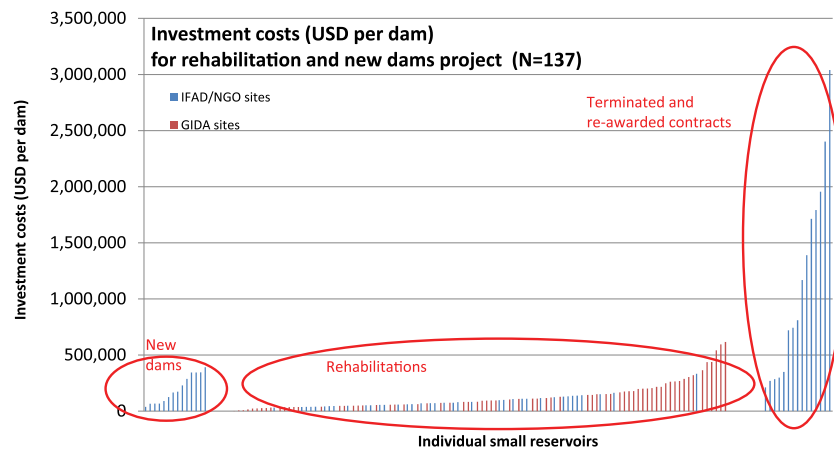 Investment costs (USD per dam)
for rehabilitation and new dams project (N=137)
IFAD/NGO sites
GIDA sites
Terminated and
re-awarded contracts
New
dams
Rehabilitations
3,500,000
3,000,000
2,500,000
2,000,000
1,500,000
1,000,000
500,000
0
Investment costs (USD per dam)
Individual small reservoirs